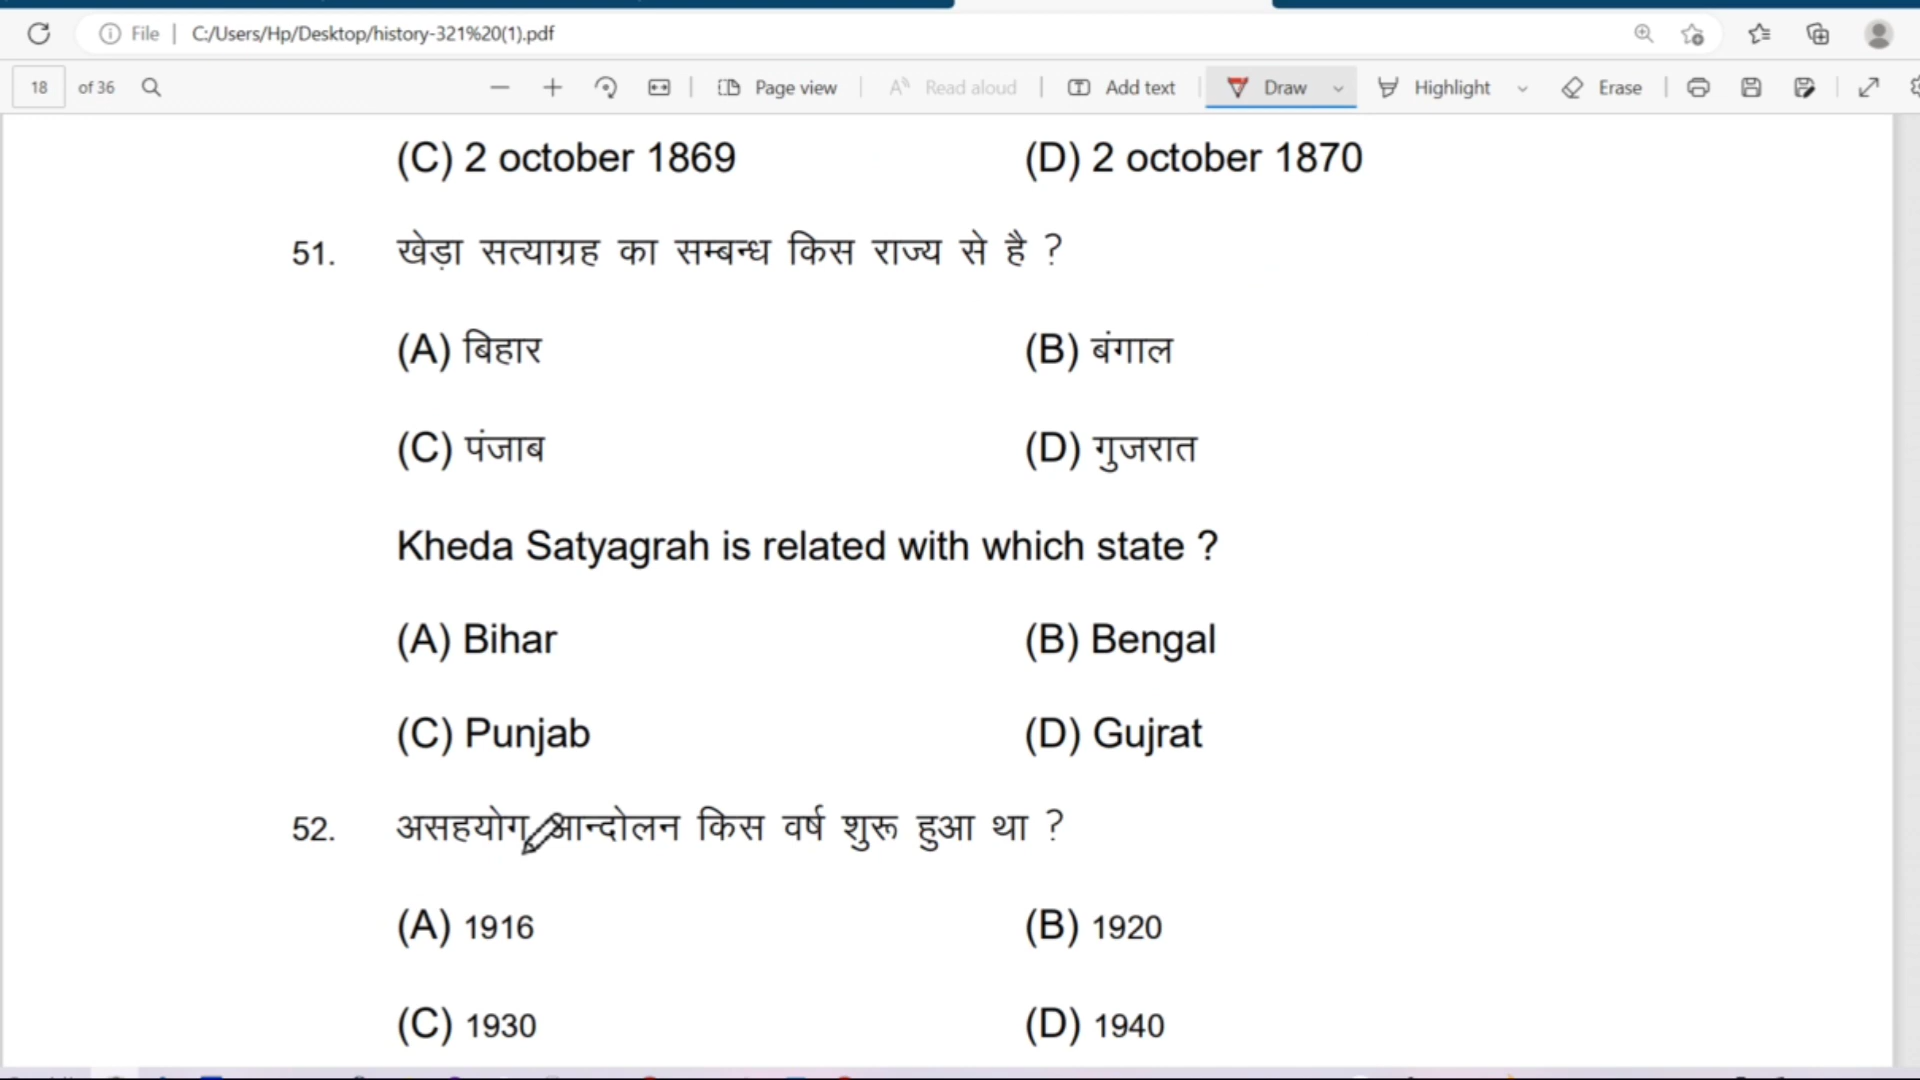 File | C:/Users/Hp/Desktop/history-321%20(1).pdf
18 of 36 Page view Read aloud Add text Draw Highlight Erase
(C) 2 october 1869 (D) 2 october 1870
51. खेड़ा सत्याग्रह का सम्बन्ध किस राज्य से है ?
(A) बिहार (B) बंगाल
(C) पंजाब (D) गुजरात
Kheda Satyagrah is related with which state ?
(A) Bihar (B) Bengal
(C) Punjab (D) Gujrat
52. असहयोग आन्दोलन किस वर्ष शुरू हुआ था ?
(A) 1916 (B) 1920
(C) 1930 (D) 1940